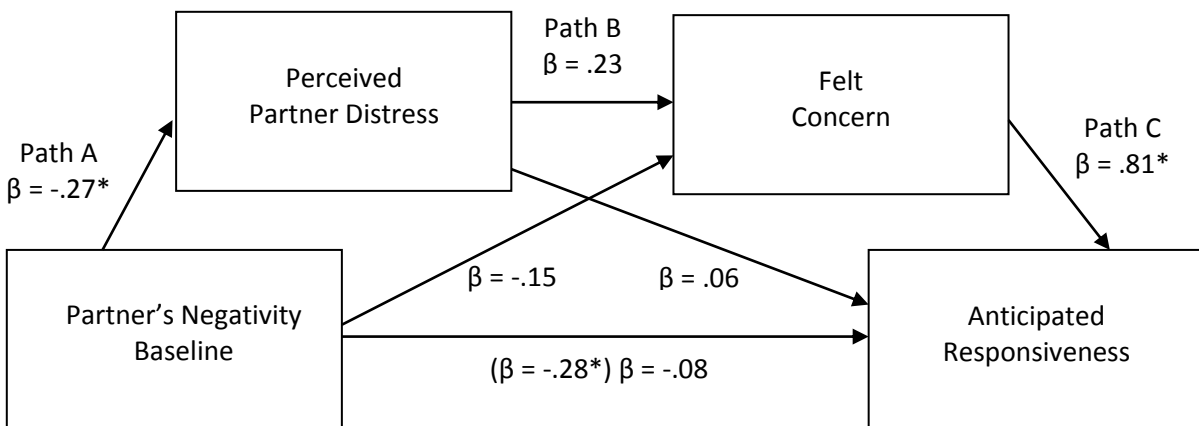 Path B
β = .23
Perceived
Partner Distress
Felt
Concern
Path A
β = -.27*
Path C
β = .81*
β = -.15
β = .06
Partner’s Negativity
Baseline
Anticipated
Responsiveness
(β = -.28*) β = -.08